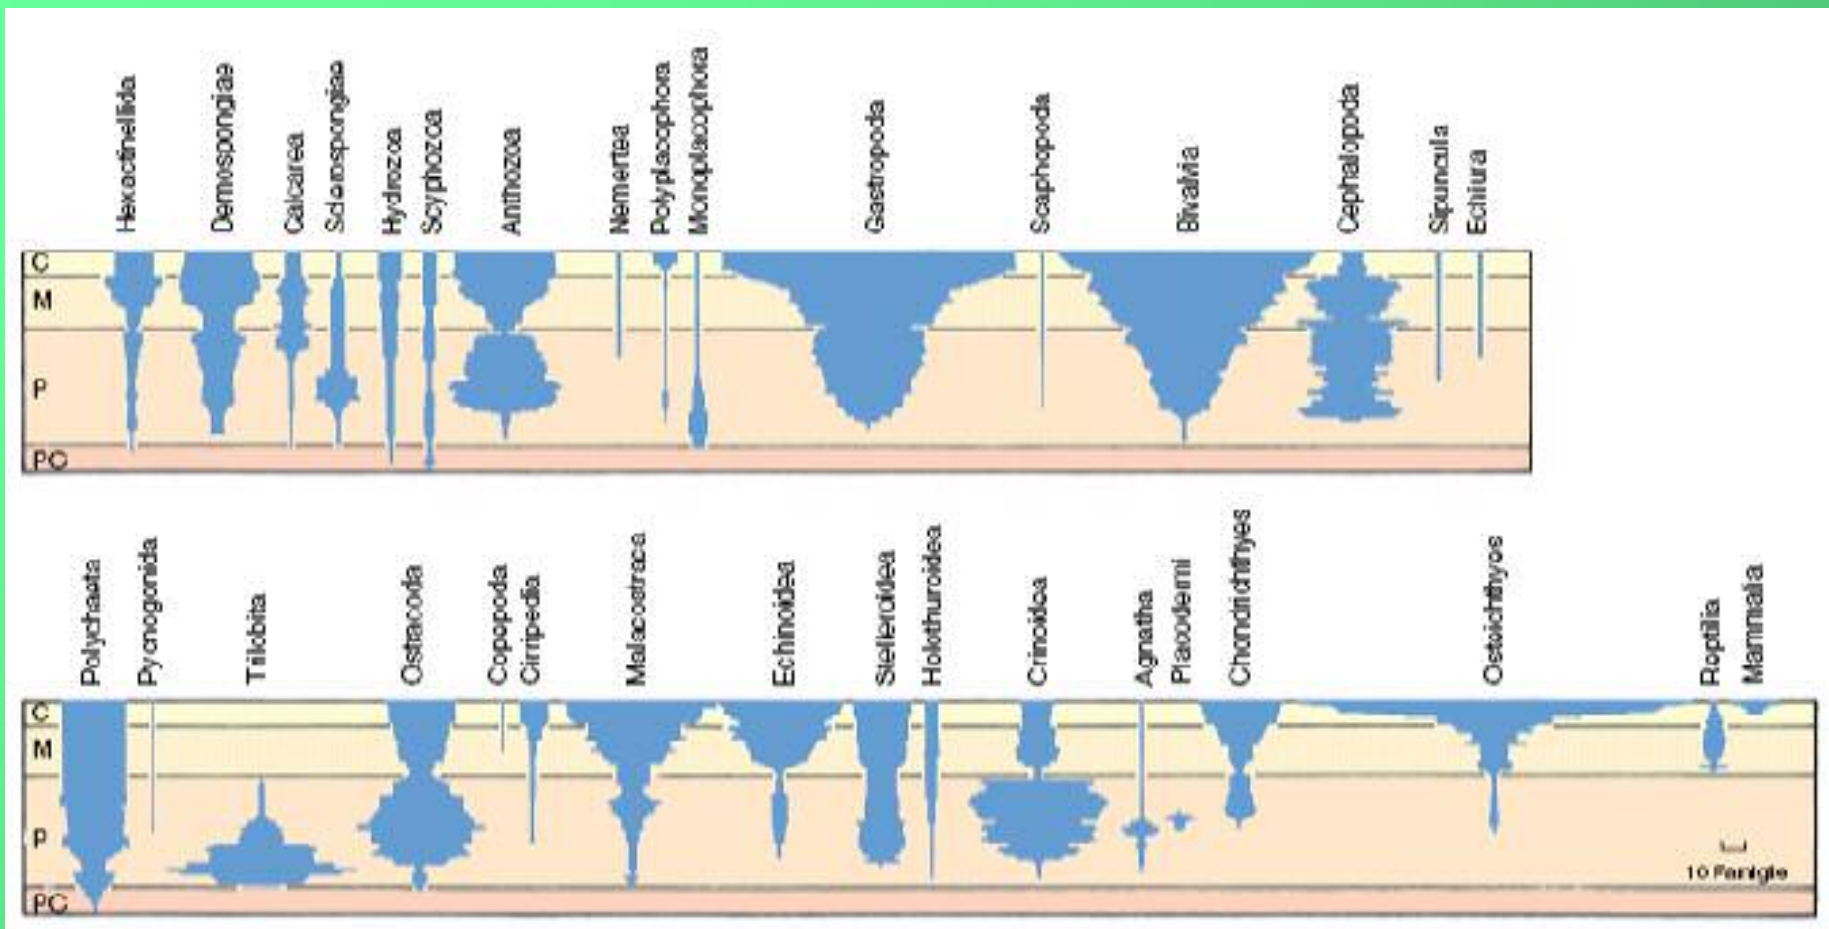 Hexactinellida
Demospongiae
Calcarea
Sclerospongiae
Hydrozoa
Scyphozoa
Anthozoa
Nemertea
Polyplacophora
Monoplacophora
Gastropoda
Scaphopoda
Bivalvia
Cephalopoda
Sipuncula
Echiura
C
M
P
PC
Polychaeta
Pycnogonida
Trilobita
Ostracoda
Copopoda
Cirripedia
Malacostraca
Echinoidea
Stelleroidea
Holothuroidea
Crinoidea
Agnatha
Placodermi
Chondrichthyes
Osteichthyes
Reptilia
Mammalia
C
M
P
PC
10 Famiglie